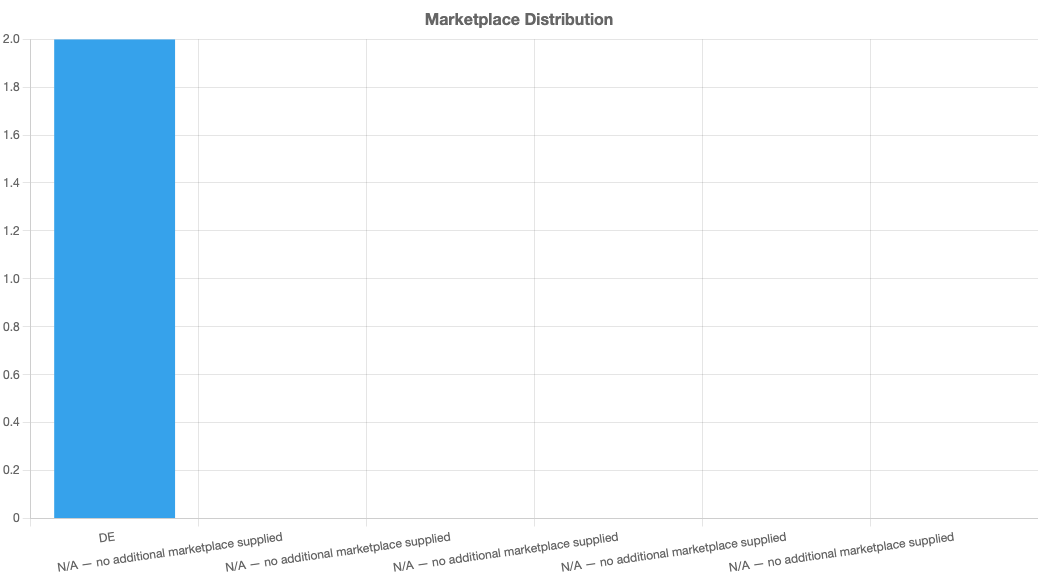 Marketplace Distribution
2.0
1.8
1.6
1.4
1.2
1.0
0.8
0.6
0.4
0.2
0
DE
N/A — no additional marketplace supplied
N/A — no additional marketplace supplied
N/A — no additional marketplace supplied
N/A — no additional marketplace supplied
N/A — no additional marketplace supplied